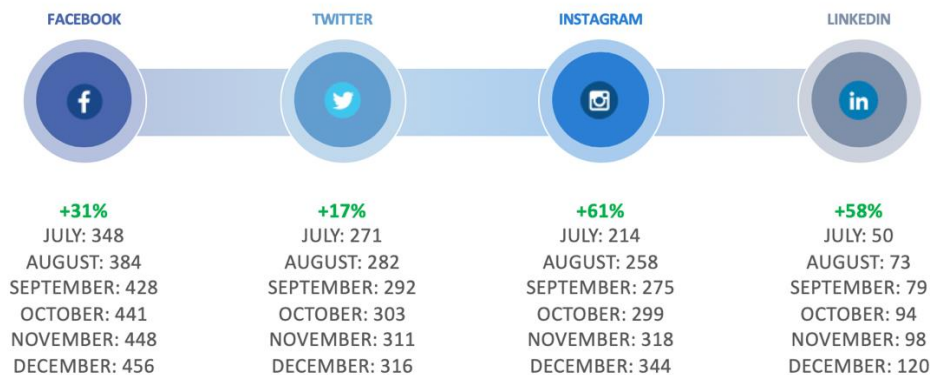 FACEBOOK
TWITTER
INSTAGRAM
LINKEDIN
f
in
+31%
JULY: 348
AUGUST: 384
SEPTEMBER: 428
OCTOBER: 441
NOVEMBER: 448
DECEMBER: 456
+17%
JULY: 271
AUGUST: 282
SEPTEMBER: 292
OCTOBER: 303
NOVEMBER: 311
DECEMBER: 316
+61%
JULY: 214
AUGUST: 258
SEPTEMBER: 275
OCTOBER: 299
NOVEMBER: 318
DECEMBER: 344
+58%
JULY: 50
AUGUST: 73
SEPTEMBER: 79
OCTOBER: 94
NOVEMBER: 98
DECEMBER: 120